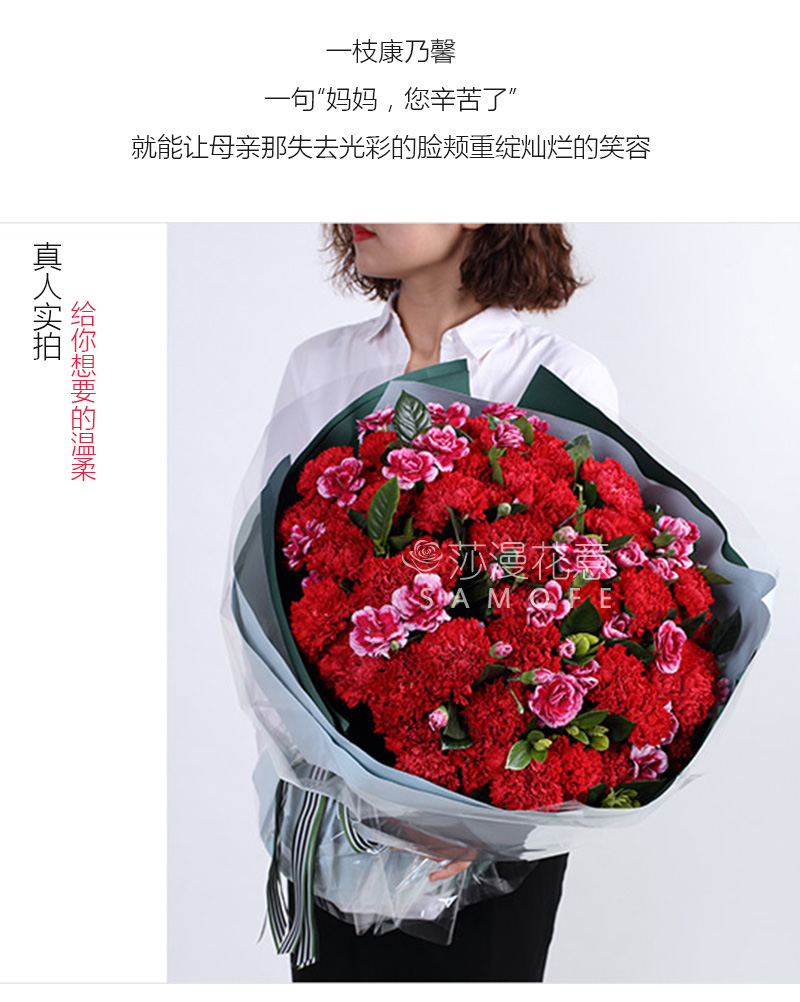 一枝康乃馨
一句“妈妈，您辛苦了”
就能让母亲那失去光彩的脸颊重绽灿烂的笑容
真人实拍
给你想要的温柔
莎漫花意
SAMOFE